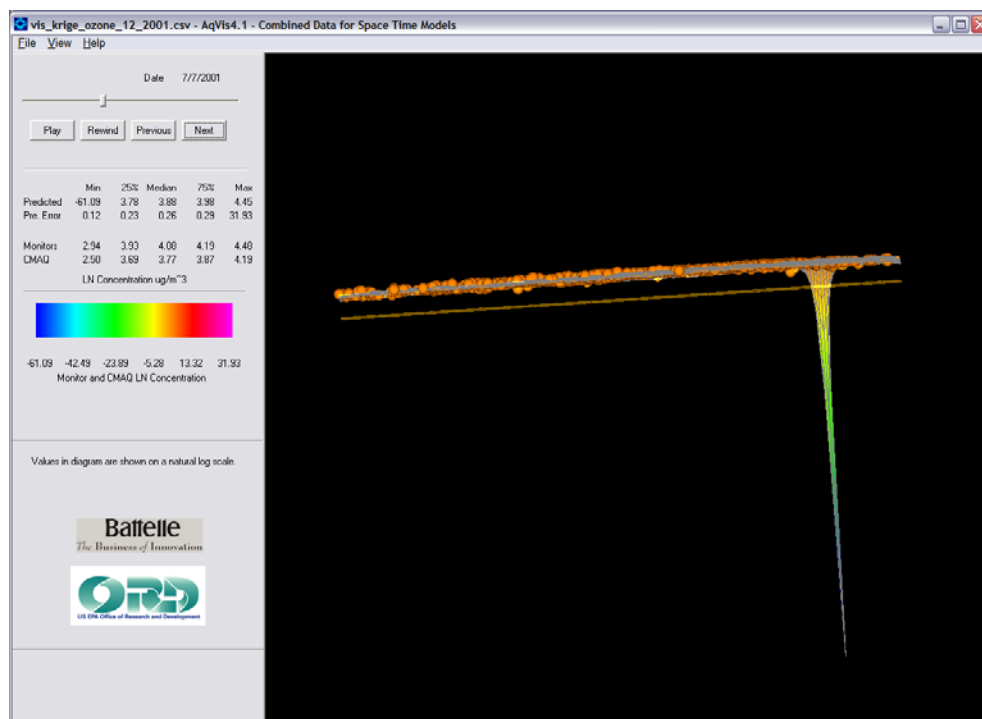 vis_krige_ozone_12_2001.csv - AqVis4.1 - Combined Data for Space Time Models
File View Help
Date 7/7/2001
Play Rewind Previous Next
Min 25% Median 75% Max
Predicted -61.09 3.78 3.88 3.98 4.45
Pre. Error 0.12 0.23 0.26 0.29 31.93
Monitors 2.94 3.93 4.08 4.19 4.48
CMAQ 2.50 3.69 3.77 3.87 4.19
LN Concentration ug/m^3
-61.09 -42.49 -23.89 -5.28 13.32 31.93
Monitor and CMAQ LN Concentration
Values in diagram are shown on a natural log scale.
Battelle
The Business of Innovation
ORD
US EPA Office of Research and Development